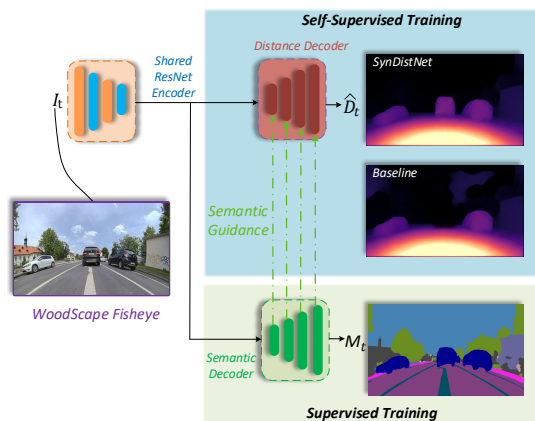 Self-Supervised Training
Distance Decoder
Shared
ResNet
Encoder
SynDistNet
I_t
D̂_t
Baseline
Semantic
Guidance
WoodScape Fisheye
Semantic
Decoder
M_t
Supervised Training